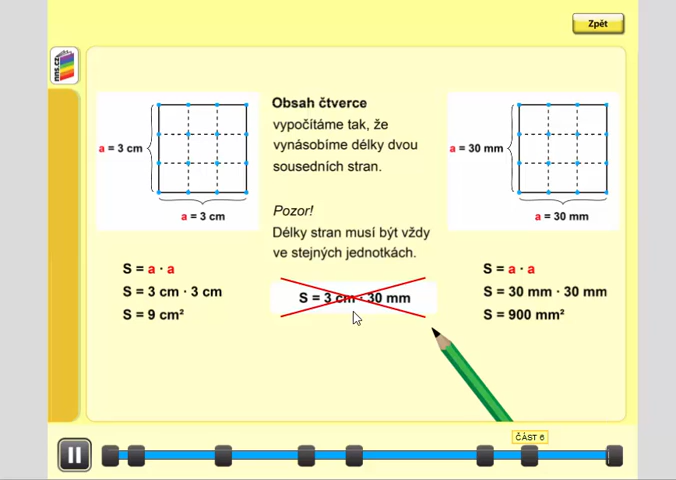 Zpět
nns.cz
a = 3 cm
a = 3 cm
S = a · a
S = 3 cm · 3 cm
S = 9 cm²
Obsah čtverce
vypočítáme tak, že
vynásobíme délky dvou
sousedních stran.
Pozor!
Délky stran musí být vždy
ve stejných jednotkách.
S = 3 cm · 30 mm
a = 30 mm
a = 30 mm
S = a · a
S = 30 mm · 30 mm
S = 900 mm²
ČÁST 6